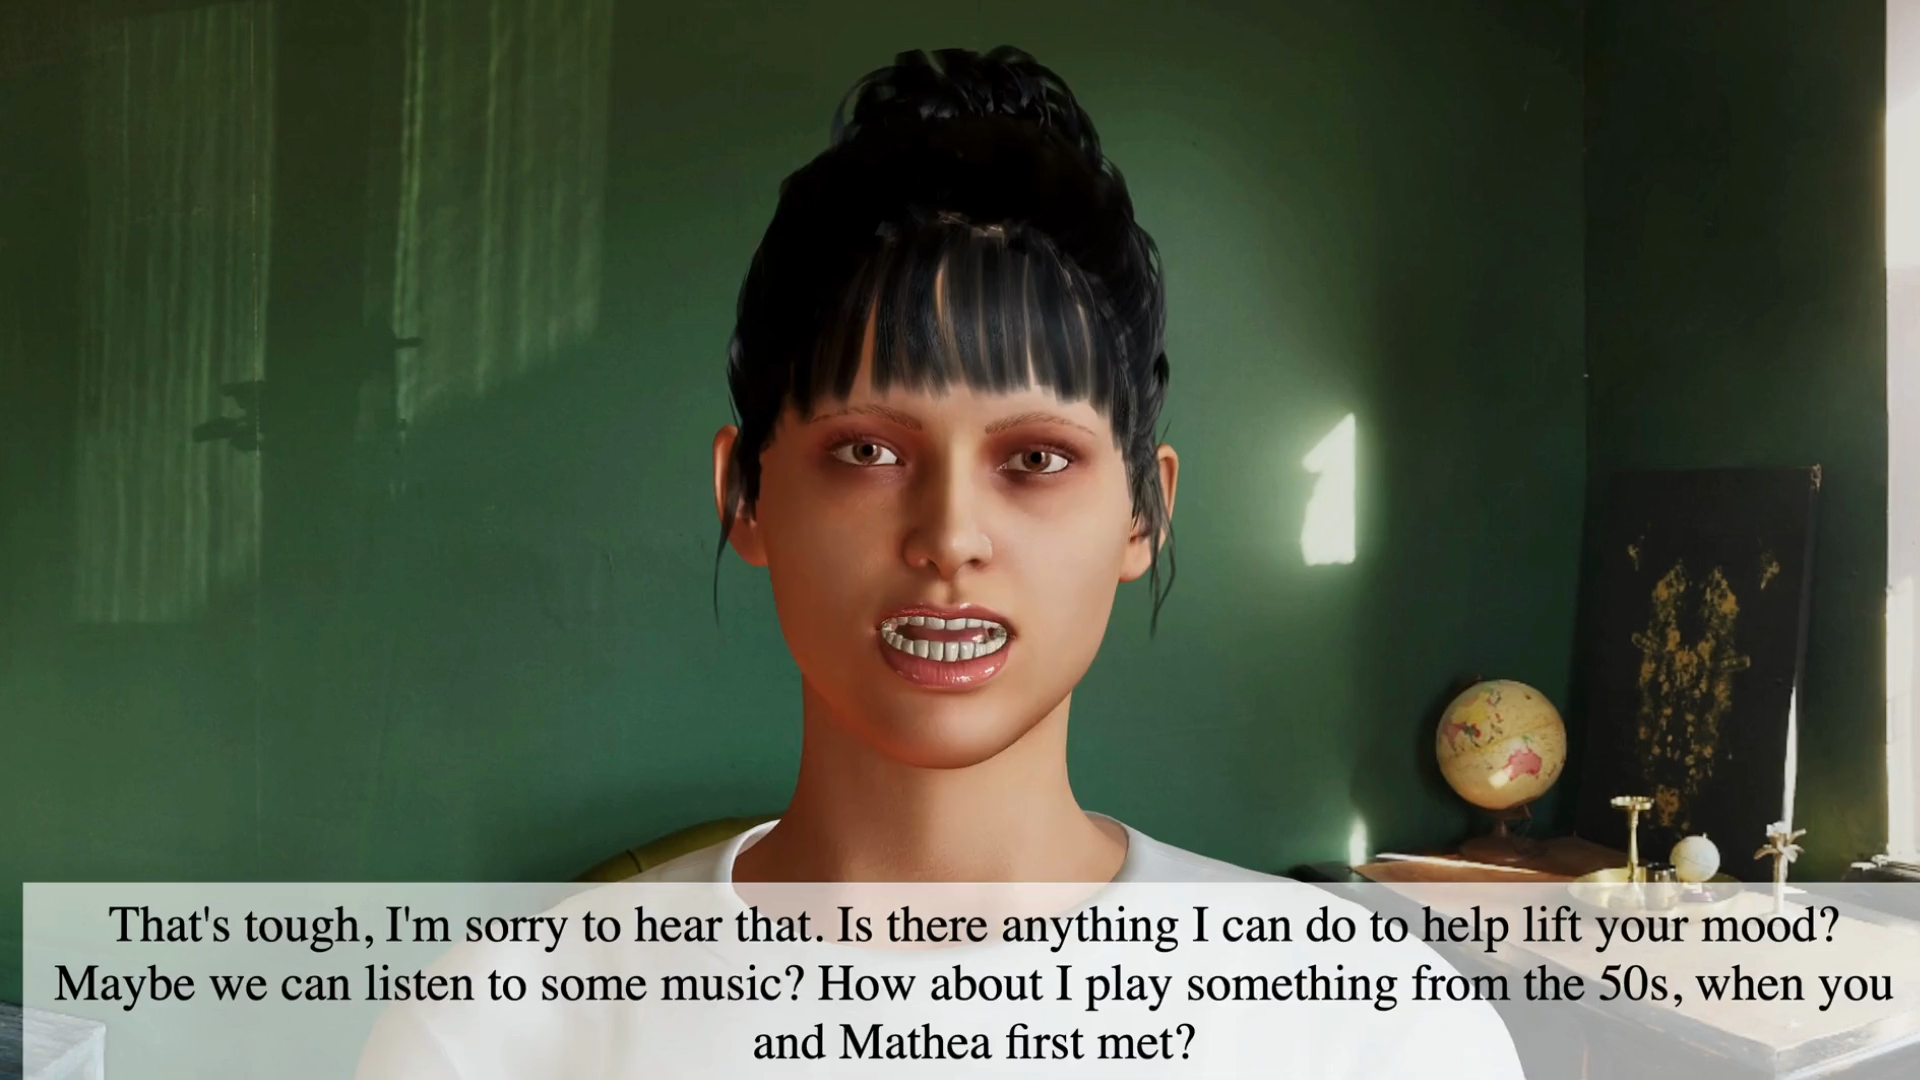 That's tough, I'm sorry to hear that. Is there anything I can do to help lift your mood?
Maybe we can listen to some music? How about I play something from the 50s, when you
and Mathea first met?